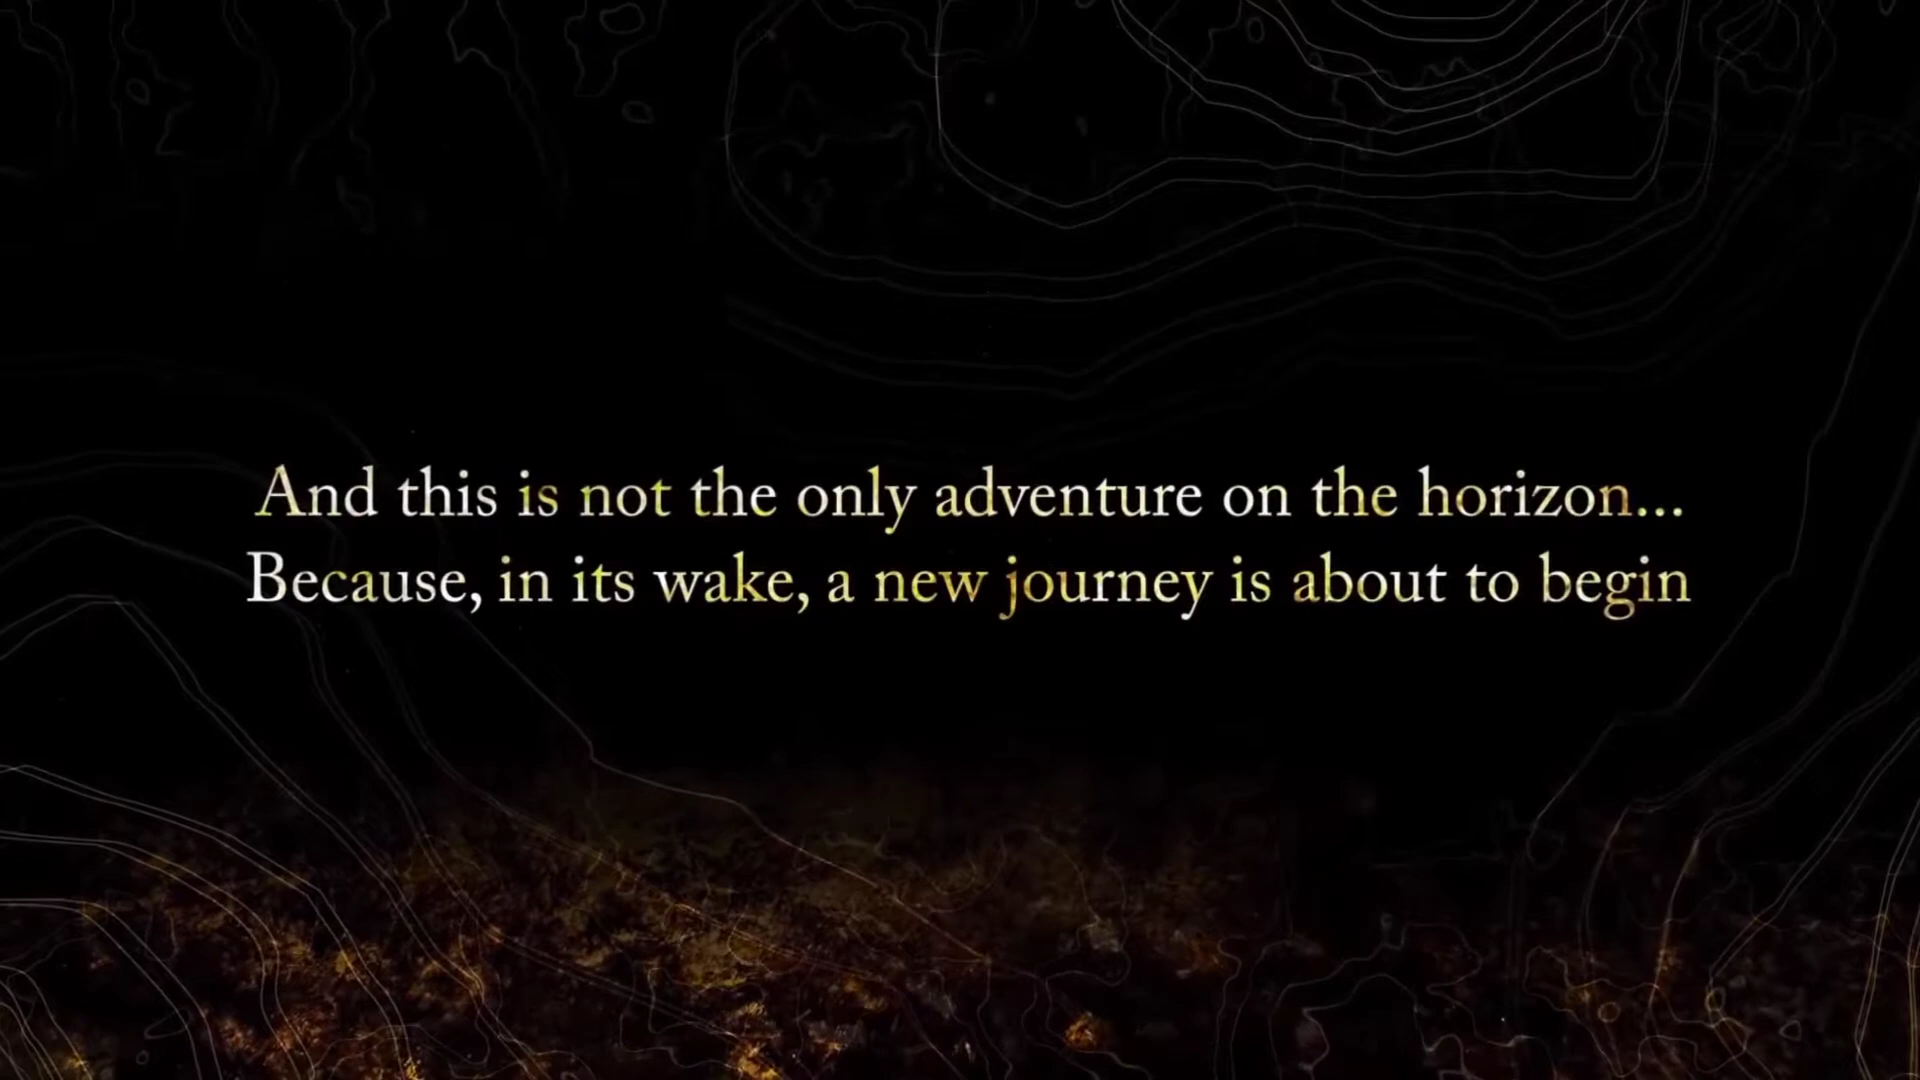 And this is not the only adventure on the horizon...
Because, in its wake, a new journey is about to begin